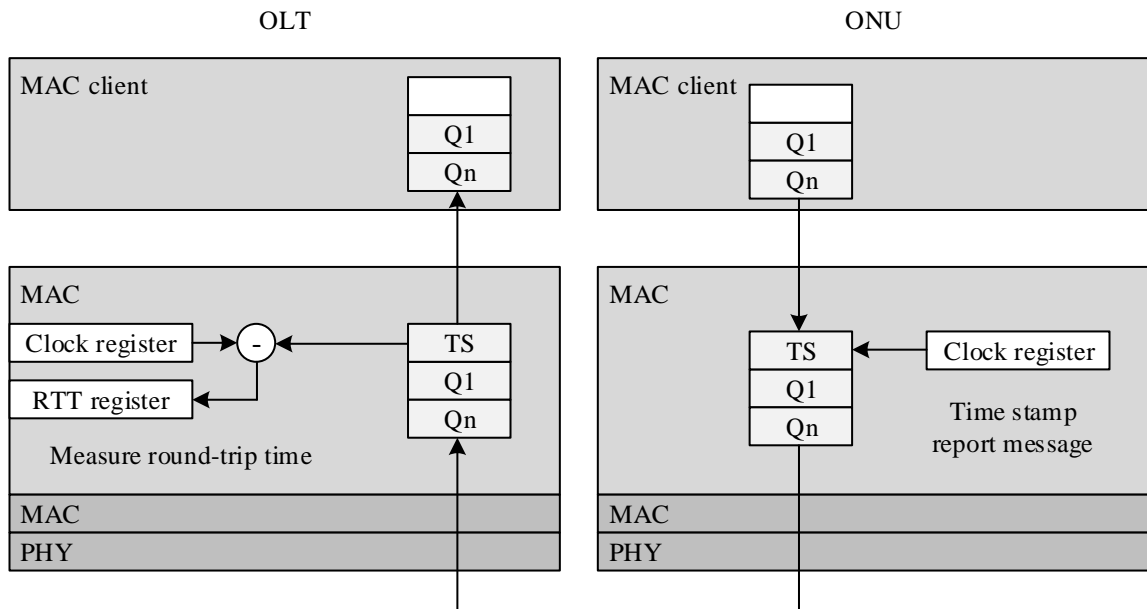 OLT
MAC client
Q1
Qn
MAC
Clock register
-
TS
RTT register
Q1
Qn
Measure round-trip time
MAC
PHY
ONU
MAC client
Q1
Qn
MAC
TS
Clock register
Q1
Qn
Time stamp
report message
MAC
PHY